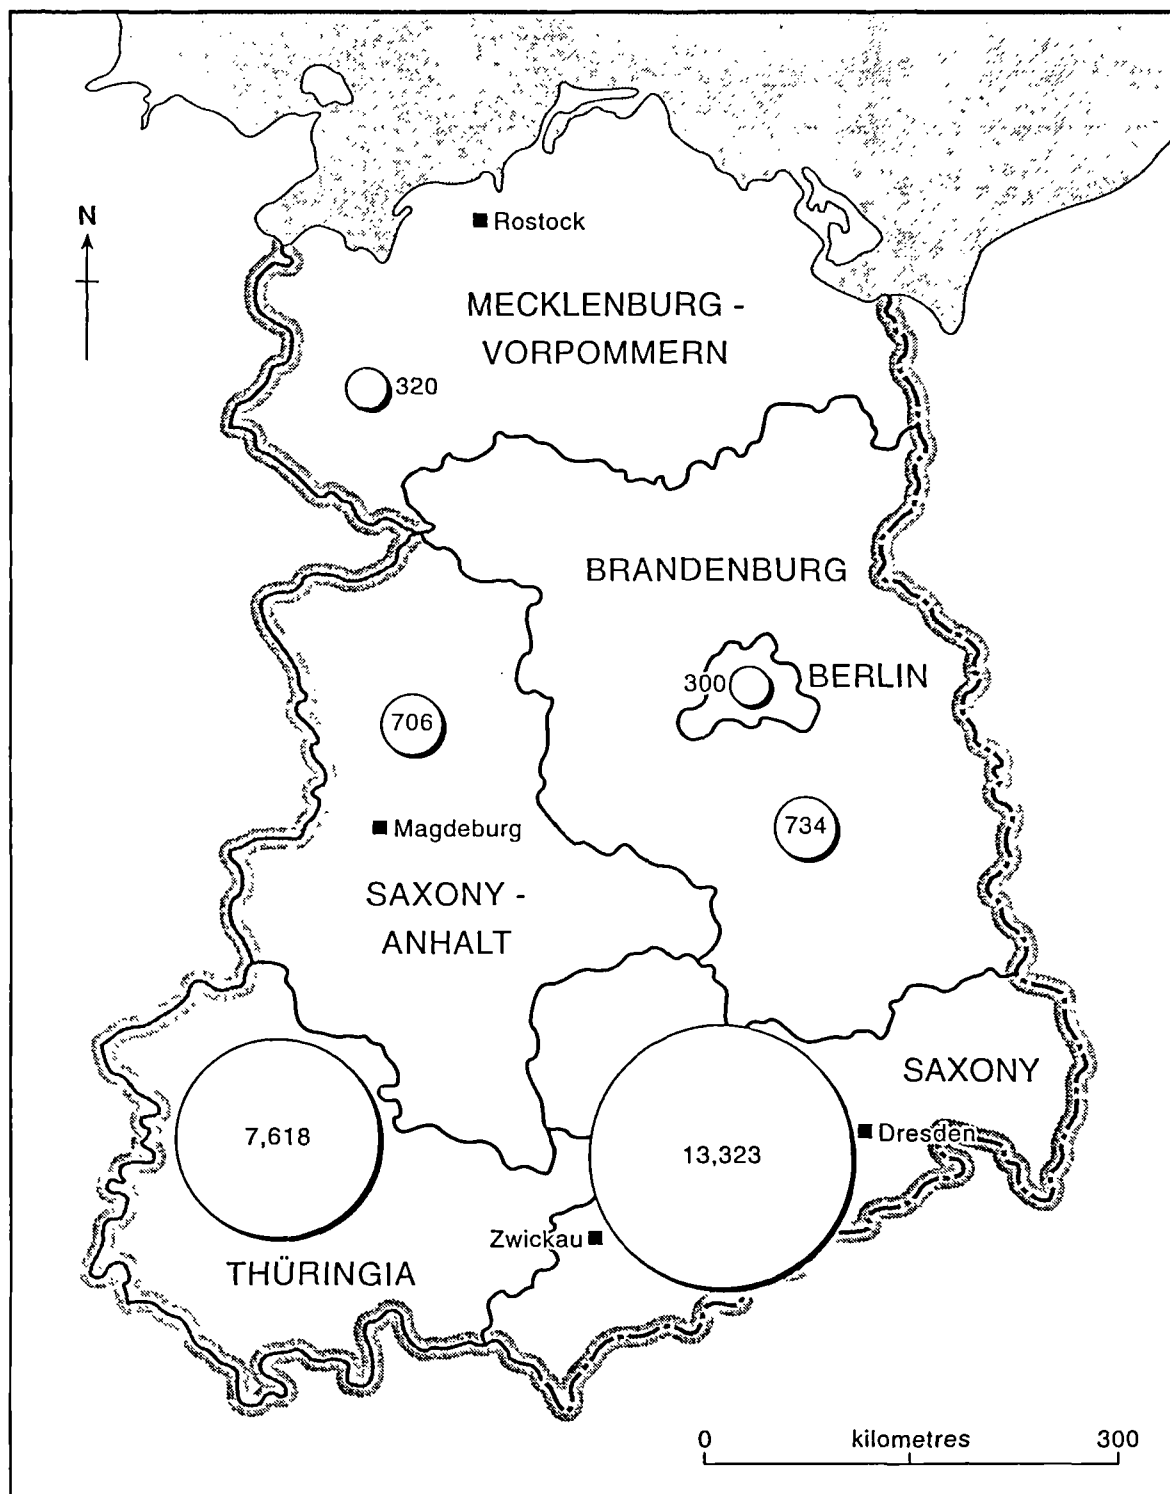 N
Rostock
MECKLENBURG -
VORPOMMERN
320
BRANDENBURG
300
BERLIN
706
734
Magdeburg
SAXONY -
ANHALT
SAXONY
7,618
13,323
Dresden
Zwickau
THÜRINGIA
0 kilometres 300